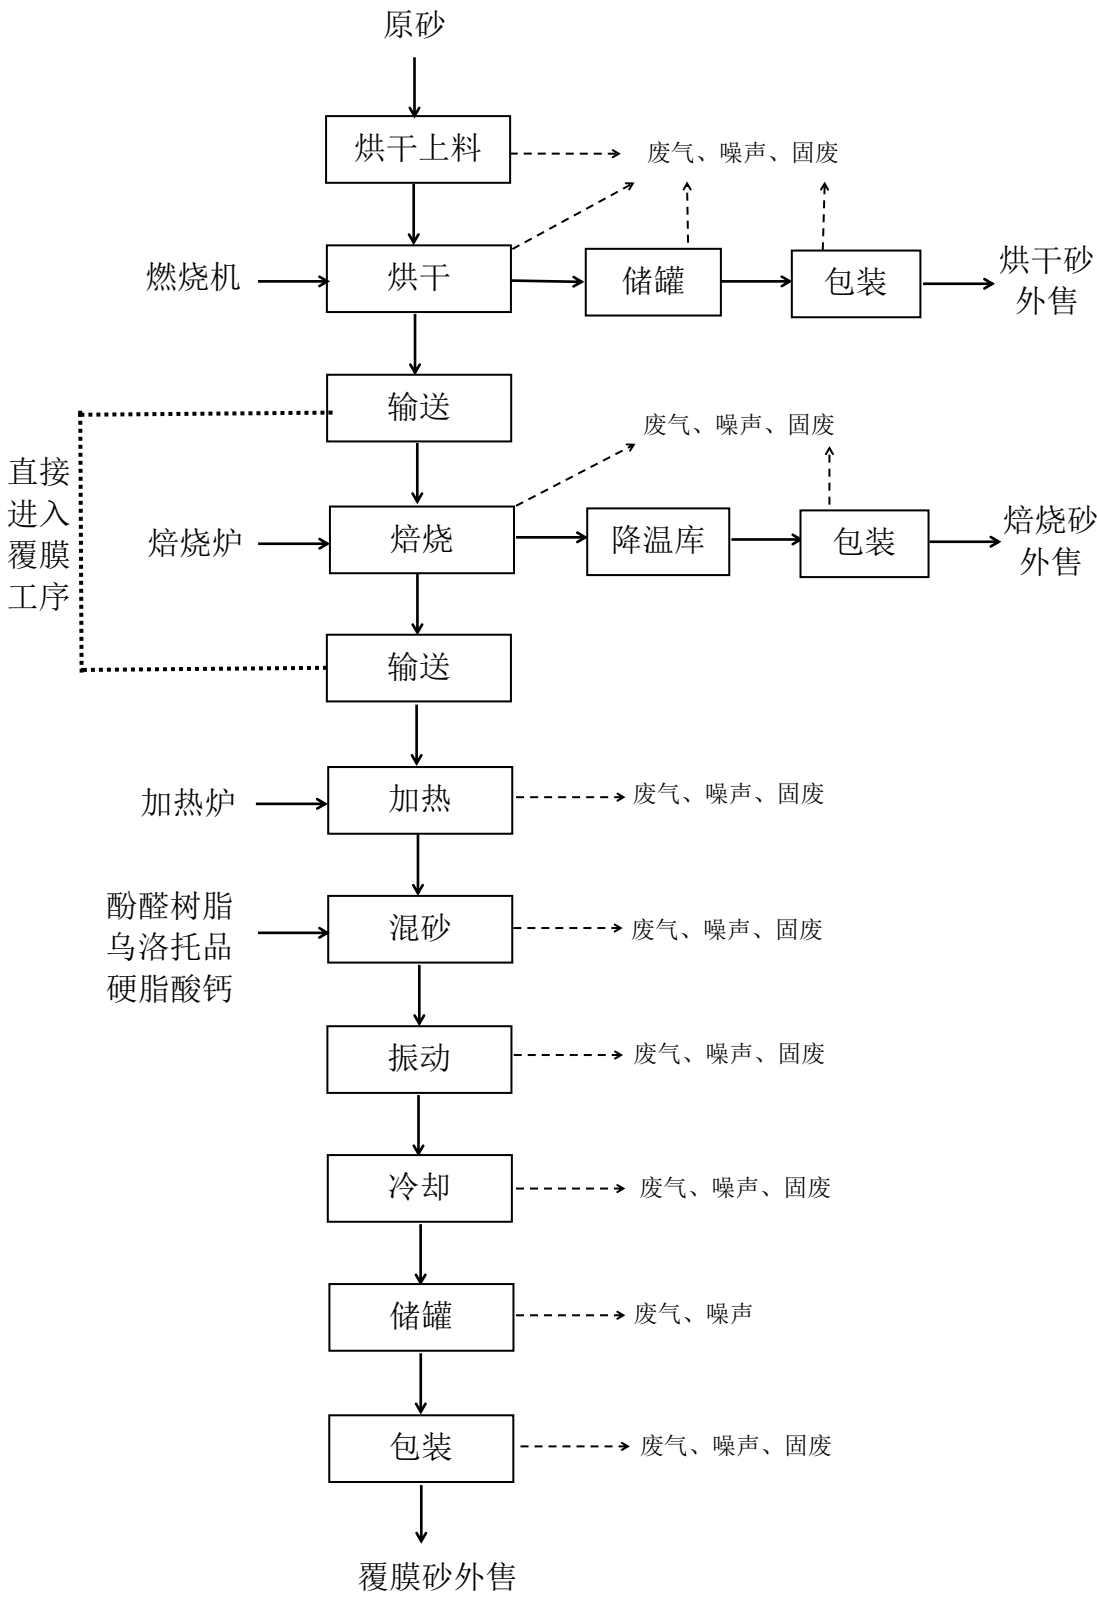 原砂
烘干上料
废气、噪声、固废
燃烧机
烘干
储罐
包装
烘干砂
外售
输送
废气、噪声、固废
直接
进入
覆膜
工序
焙烧炉
焙烧
降温库
包装
焙烧砂
外售
输送
加热炉
加热
废气、噪声、固废
酚醛树脂
乌洛托品
硬脂酸钙
混砂
废气、噪声、固废
振动
废气、噪声、固废
冷却
废气、噪声、固废
储罐
废气、噪声
包装
废气、噪声、固废
覆膜砂外售